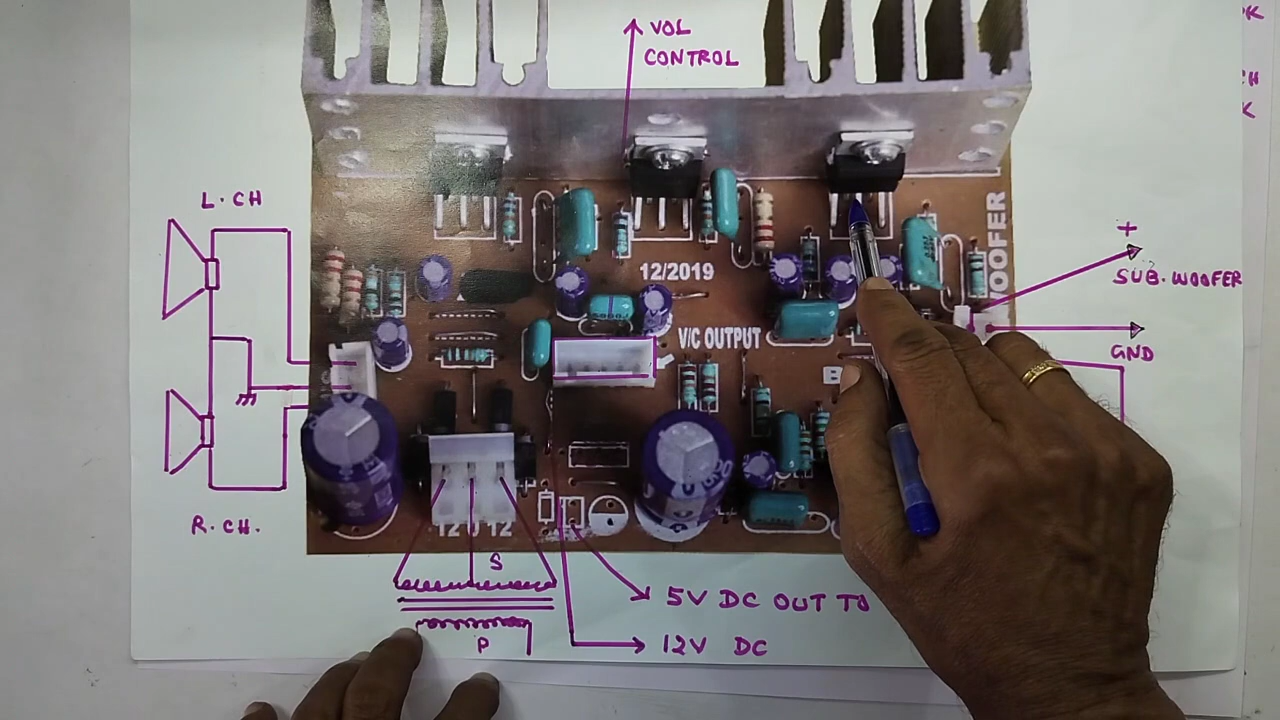 VOL
CONTROL
L.CH
12/2019
WOOFER
+
SUB.WOOFER
V/C OUTPUT
GND
B
R.CH.
12 0 12
S
5V DC OUT TO
P
12V DC
K
H
K